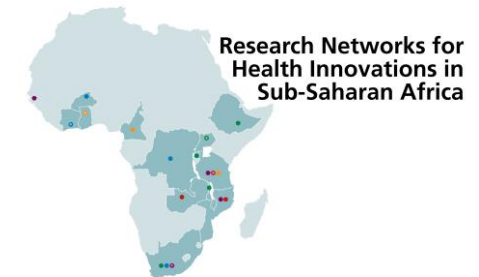 Research Networks for
Health Innovations in
Sub-Saharan Africa